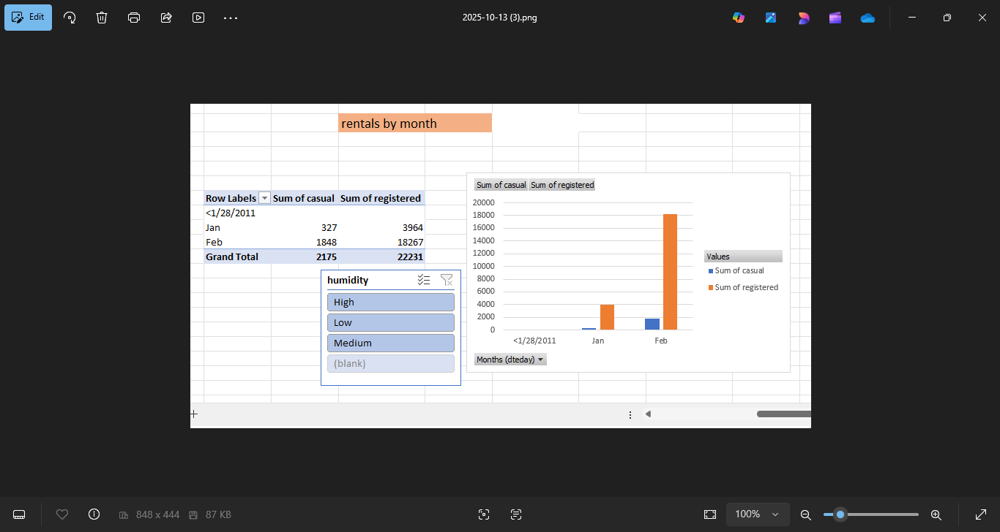 Edit
2025-10-13 (3).png
rentals by month
Row Labels Sum of casual Sum of registered
<1/28/2011
Jan 327 3964
Feb 1848 18267
Grand Total 2175 22231
humidity
High
Low
Medium
(blank)
Sum of casual Sum of registered
20000
18000
16000
14000
12000
10000
8000
6000
4000
2000
0
<1/28/2011 Jan Feb
Values
Sum of casual
Sum of registered
Months (dteday)
848 x 444 87 KB
100%